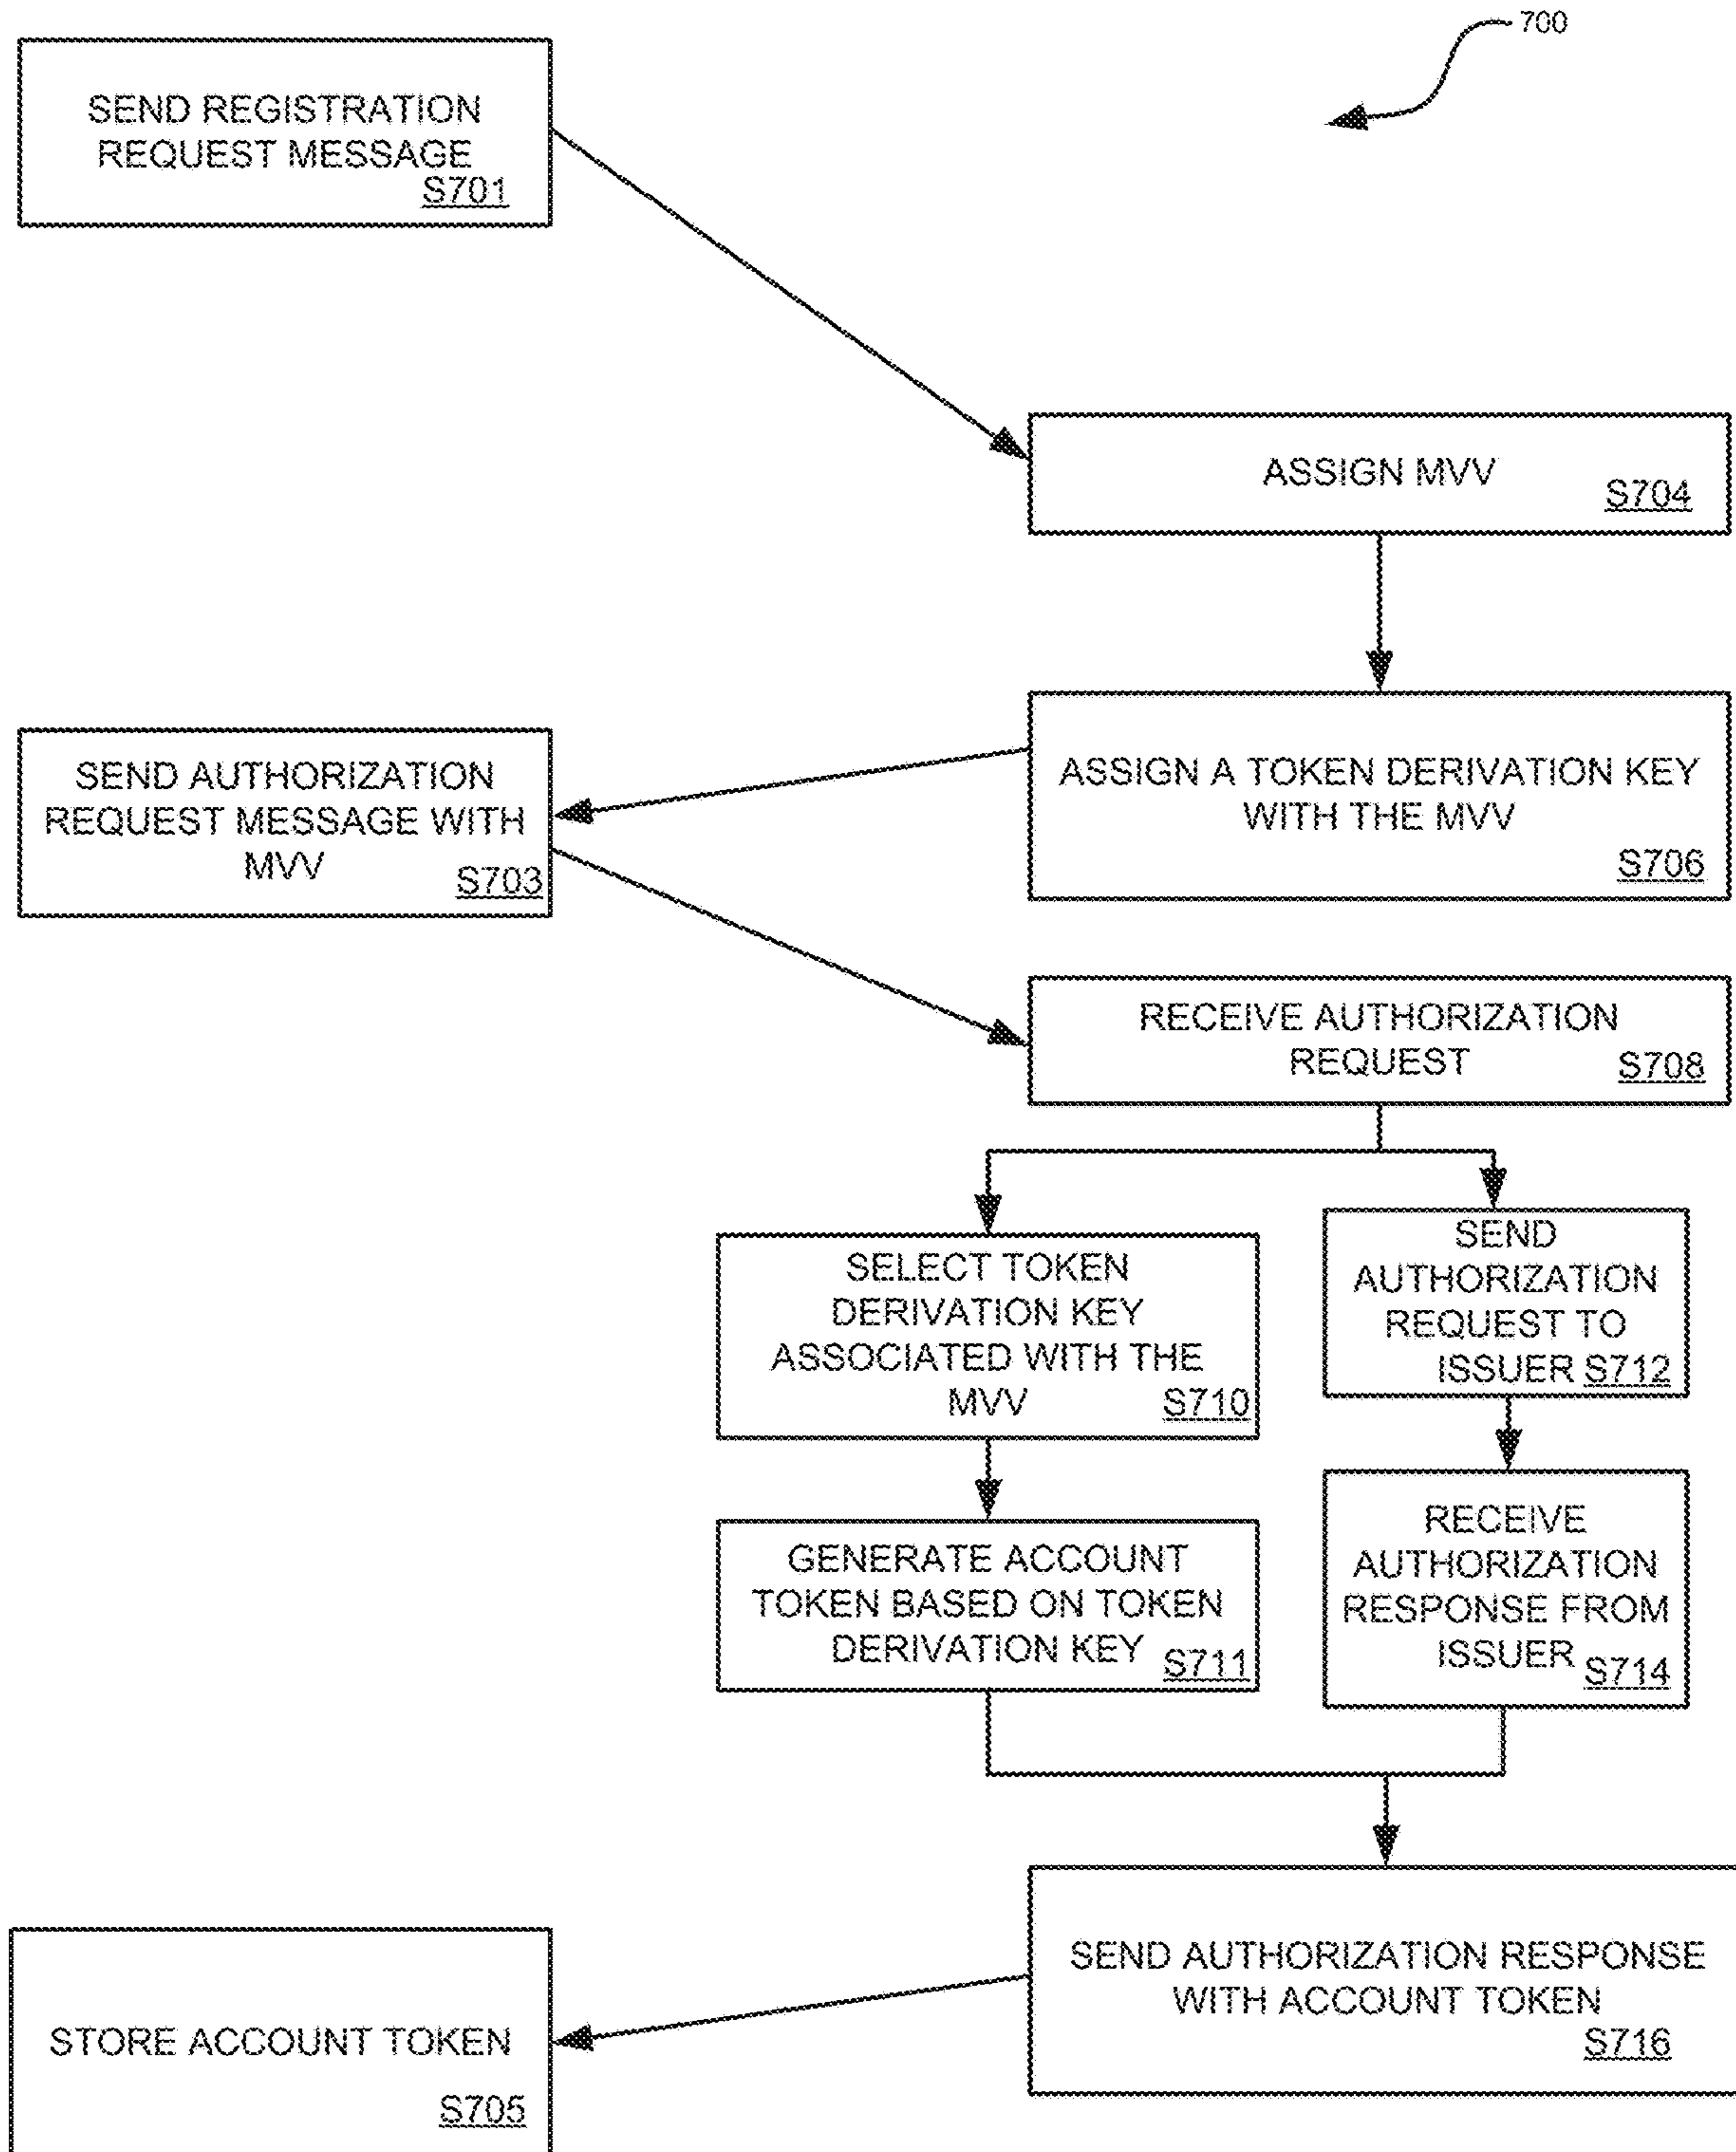 700
SEND REGISTRATION
REQUEST MESSAGE
S701
ASSIGN MVV
S704
ASSIGN A TOKEN DERIVATION KEY
WITH THE MVV
S706
SEND AUTHORIZATION
REQUEST MESSAGE WITH
MVV
S703
RECEIVE AUTHORIZATION
REQUEST
S708
SELECT TOKEN
DERIVATION KEY
ASSOCIATED WITH THE
MVV
S710
SEND
AUTHORIZATION
REQUEST TO
ISSUER S712
GENERATE ACCOUNT
TOKEN BASED ON TOKEN
DERIVATION KEY
S711
RECEIVE
AUTHORIZATION
RESPONSE FROM
ISSUER
S714
SEND AUTHORIZATION RESPONSE
WITH ACCOUNT TOKEN
S716
STORE ACCOUNT TOKEN
S705